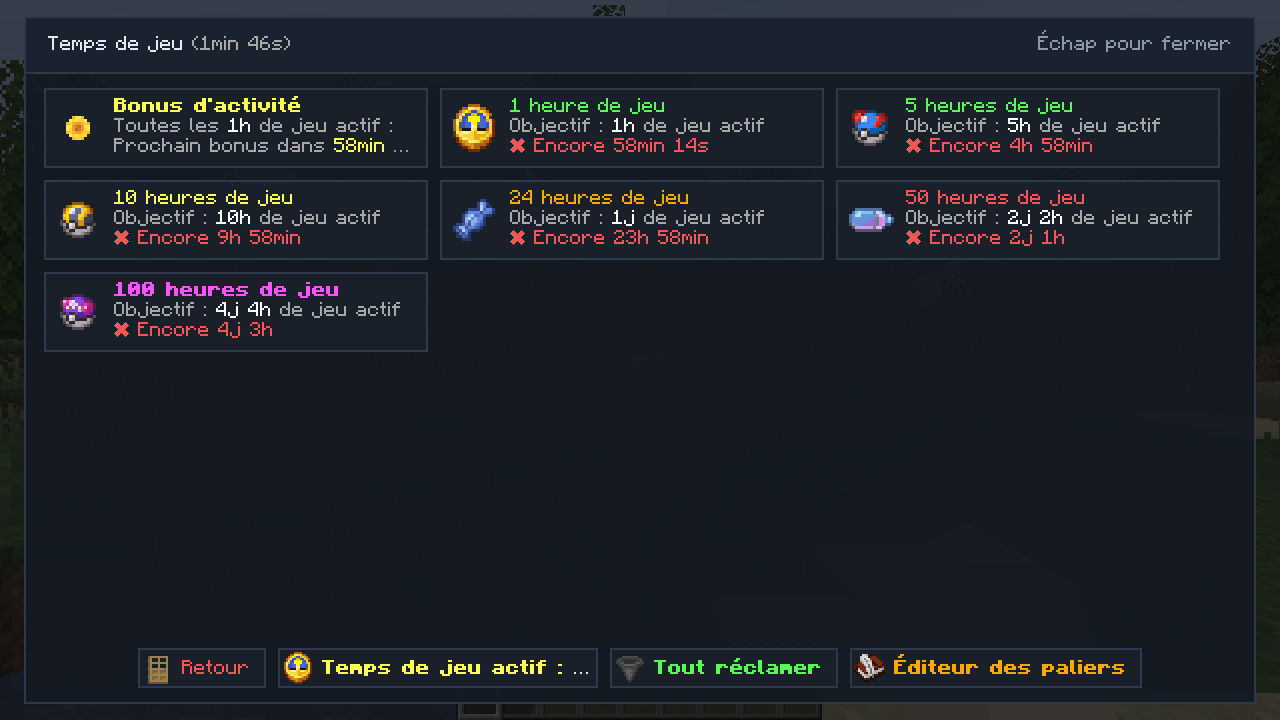 Temps de jeu (1min 46s)
Échap pour fermer
Bonus d'activité
Toutes les 1h de jeu actif :
Prochain bonus dans 58min ...
1 heure de jeu
Objectif : 1h de jeu actif
✖ Encore 58min 14s
5 heures de jeu
Objectif : 5h de jeu actif
✖ Encore 4h 58min
10 heures de jeu
Objectif : 10h de jeu actif
✖ Encore 9h 58min
24 heures de jeu
Objectif : 1j de jeu actif
✖ Encore 23h 58min
50 heures de jeu
Objectif : 2j 2h de jeu actif
✖ Encore 2j 1h
100 heures de jeu
Objectif : 4j 4h de jeu actif
✖ Encore 4j 3h
Retour
Temps de jeu actif : ...
Tout réclamer
Éditeur des paliers